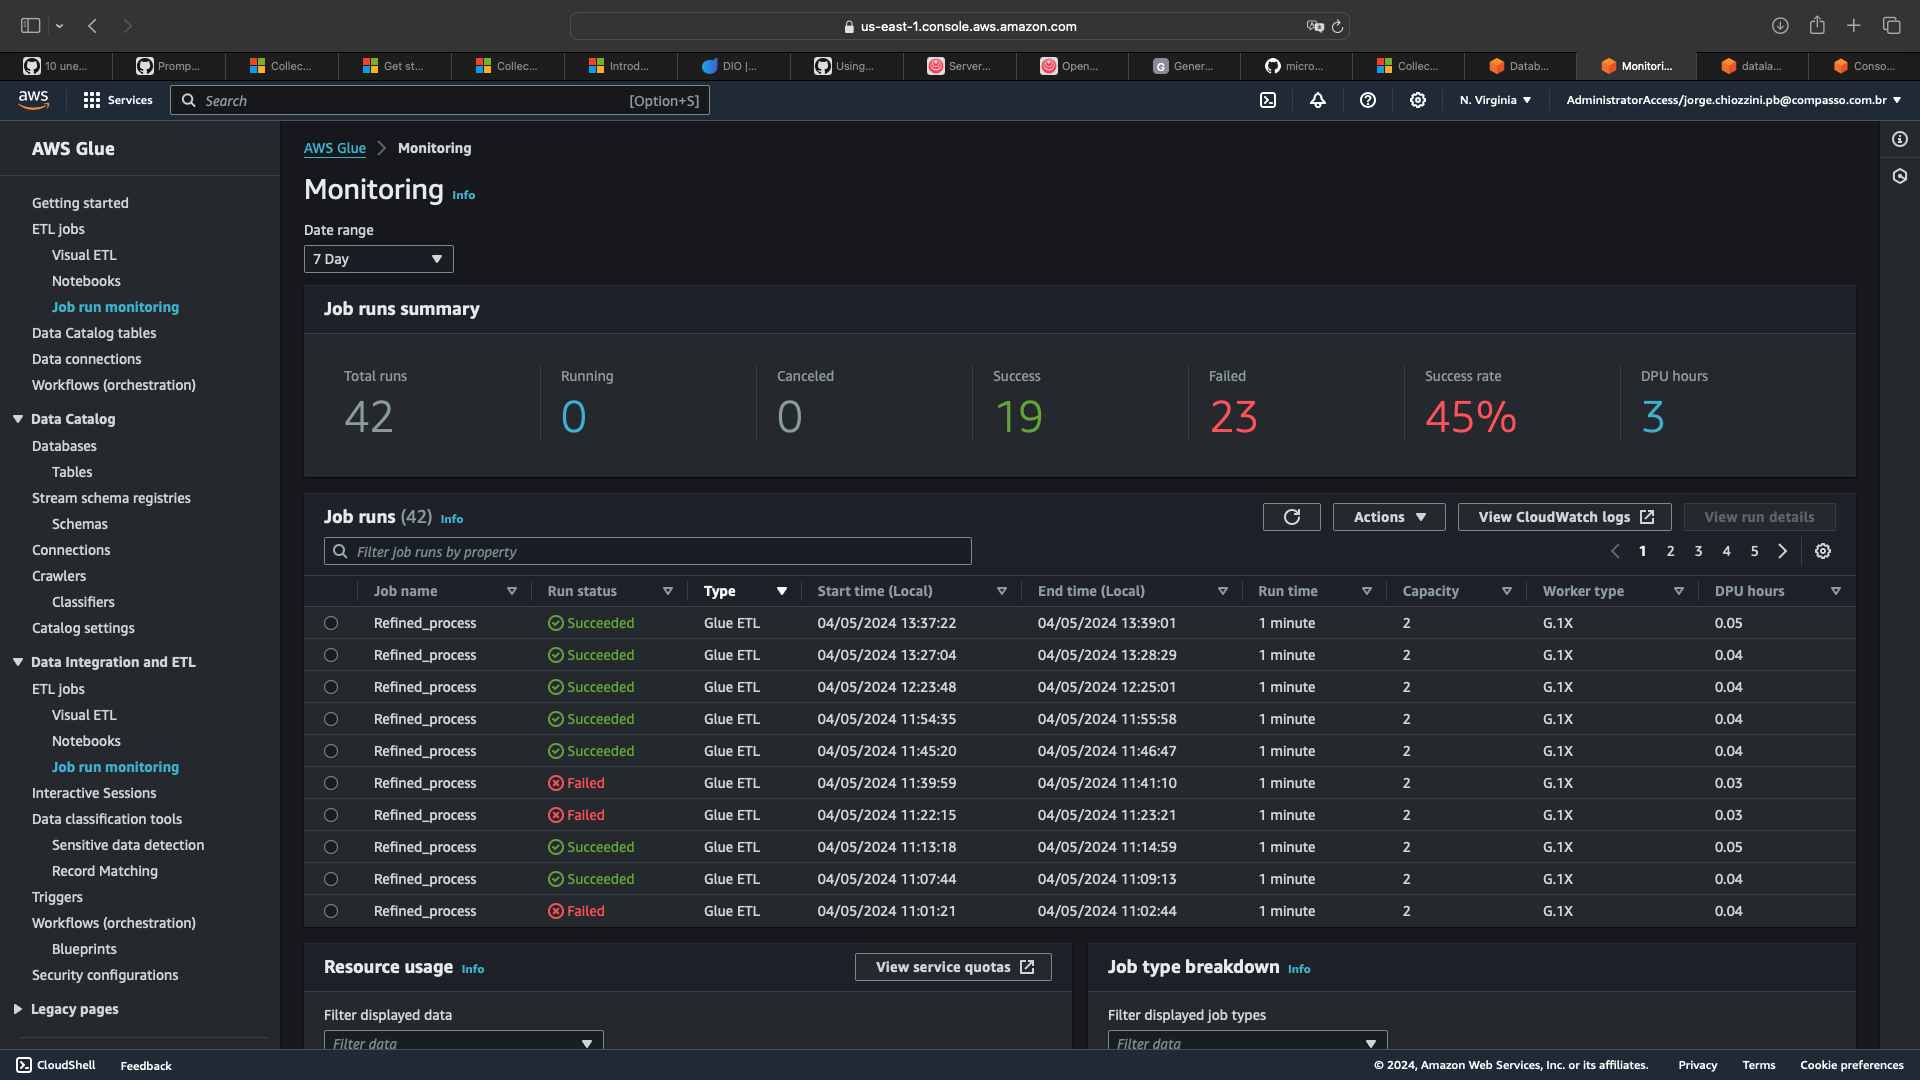 us-east-1.console.aws.amazon.com
10 une...
Promp...
Collec...
Get st...
Collec...
Introd...
DIO |...
Using...
Server...
Open...
G Gener...
micro...
Collec...
Datab...
Monitori...
datala...
Conso...
aws
Services
Search [Option+S]
N. Virginia
AdministratorAccess/jorge.chiozzini.pb@compasso.com.br
AWS Glue
Getting started
ETL jobs
Visual ETL
Notebooks
Job run monitoring
Data Catalog tables
Data connections
Workflows (orchestration)
Data Catalog
Databases
Tables
Stream schema registries
Schemas
Connections
Crawlers
Classifiers
Catalog settings
Data Integration and ETL
ETL jobs
Visual ETL
Notebooks
Job run monitoring
Interactive Sessions
Data classification tools
Sensitive data detection
Record Matching
Triggers
Workflows (orchestration)
Blueprints
Security configurations
Legacy pages
AWS Glue > Monitoring
Monitoring Info
Date range
7 Day
Job runs summary
Total runs
42
Running
0
Canceled
0
Success
19
Failed
23
Success rate
45%
DPU hours
3
Job runs (42) Info
Actions
View CloudWatch logs
View run details
Filter job runs by property
1 2 3 4 5
Job name Run status Type Start time (Local) End time (Local) Run time Capacity Worker type DPU hours
Refined_process Succeeded Glue ETL 04/05/2024 13:37:22 04/05/2024 13:39:01 1 minute 2 G.1X 0.05
Refined_process Succeeded Glue ETL 04/05/2024 13:27:04 04/05/2024 13:28:29 1 minute 2 G.1X 0.04
Refined_process Succeeded Glue ETL 04/05/2024 12:23:48 04/05/2024 12:25:01 1 minute 2 G.1X 0.04
Refined_process Succeeded Glue ETL 04/05/2024 11:54:35 04/05/2024 11:55:58 1 minute 2 G.1X 0.04
Refined_process Succeeded Glue ETL 04/05/2024 11:45:20 04/05/2024 11:46:47 1 minute 2 G.1X 0.04
Refined_process Failed Glue ETL 04/05/2024 11:39:59 04/05/2024 11:41:10 1 minute 2 G.1X 0.03
Refined_process Failed Glue ETL 04/05/2024 11:22:15 04/05/2024 11:23:21 1 minute 2 G.1X 0.03
Refined_process Succeeded Glue ETL 04/05/2024 11:13:18 04/05/2024 11:14:59 1 minute 2 G.1X 0.05
Refined_process Succeeded Glue ETL 04/05/2024 11:07:44 04/05/2024 11:09:13 1 minute 2 G.1X 0.04
Refined_process Failed Glue ETL 04/05/2024 11:01:21 04/05/2024 11:02:44 1 minute 2 G.1X 0.04
Resource usage Info
View service quotas
Filter displayed data
Filter data
Job type breakdown Info
Filter displayed job types
Filter data
CloudShell
Feedback
© 2024, Amazon Web Services, Inc. or its affiliates.
Privacy
Terms
Cookie preferences